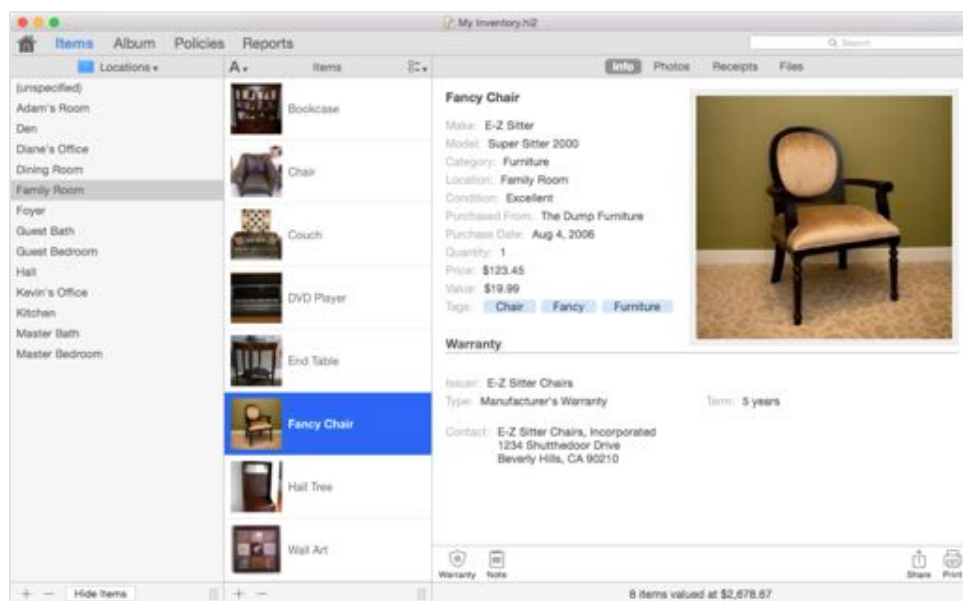 My Inventory.hi2
Items Album Policies Reports
Search
Locations
A
Items
Info Photos Receipts Files
(unspecified)
Adam's Room
Den
Diane's Office
Dining Room
Family Room
Foyer
Guest Bath
Guest Bedroom
Hall
Kevin's Office
Kitchen
Master Bath
Master Bedroom
Bookcase
Chair
Couch
DVD Player
End Table
Fancy Chair
Hall Tree
Wall Art
Fancy Chair
Make: E-Z Sitter
Model: Super Sitter 2000
Category: Furniture
Location: Family Room
Condition: Excellent
Purchased From: The Dump Furniture
Purchase Date: Aug 4, 2006
Quantity: 1
Price: $123.45
Value: $19.99
Tags: Chair Fancy Furniture
Warranty
Issuer: E-Z Sitter Chairs
Type: Manufacturer's Warranty Term: 5 years
Contact: E-Z Sitter Chairs, Incorporated
1234 Shutthedoor Drive
Beverly Hills, CA 90210
Warranty Note Share Print
+ − Hide Items
+ −
8 items valued at $2,678.67